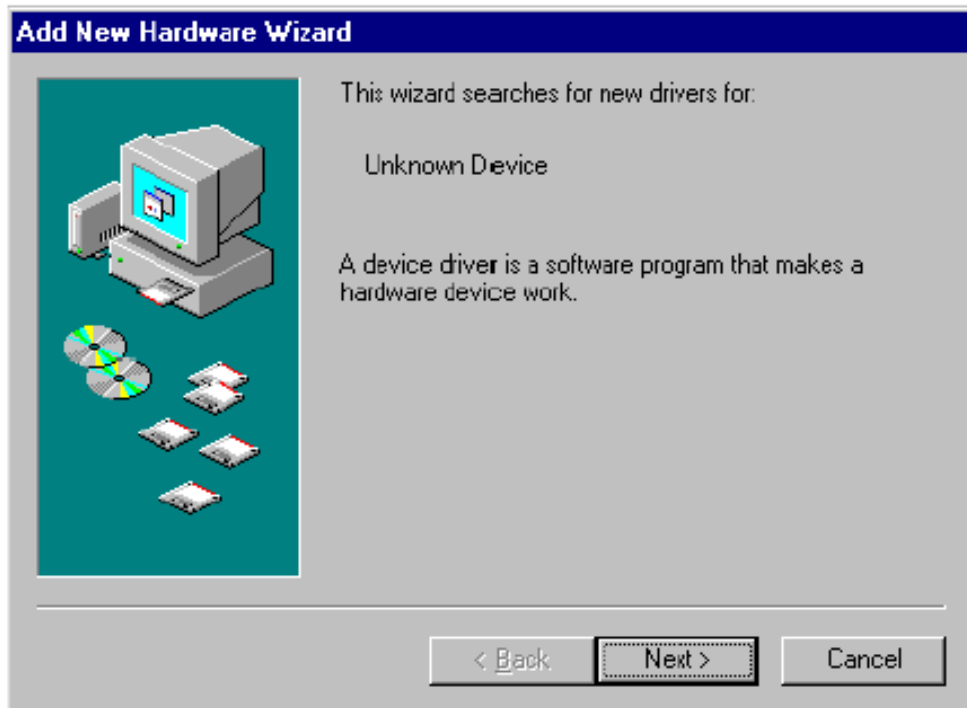 Add New Hardware Wizard
This wizard searches for new drivers for:
Unknown Device
A device driver is a software program that makes a
hardware device work.
< Back
Next >
Cancel